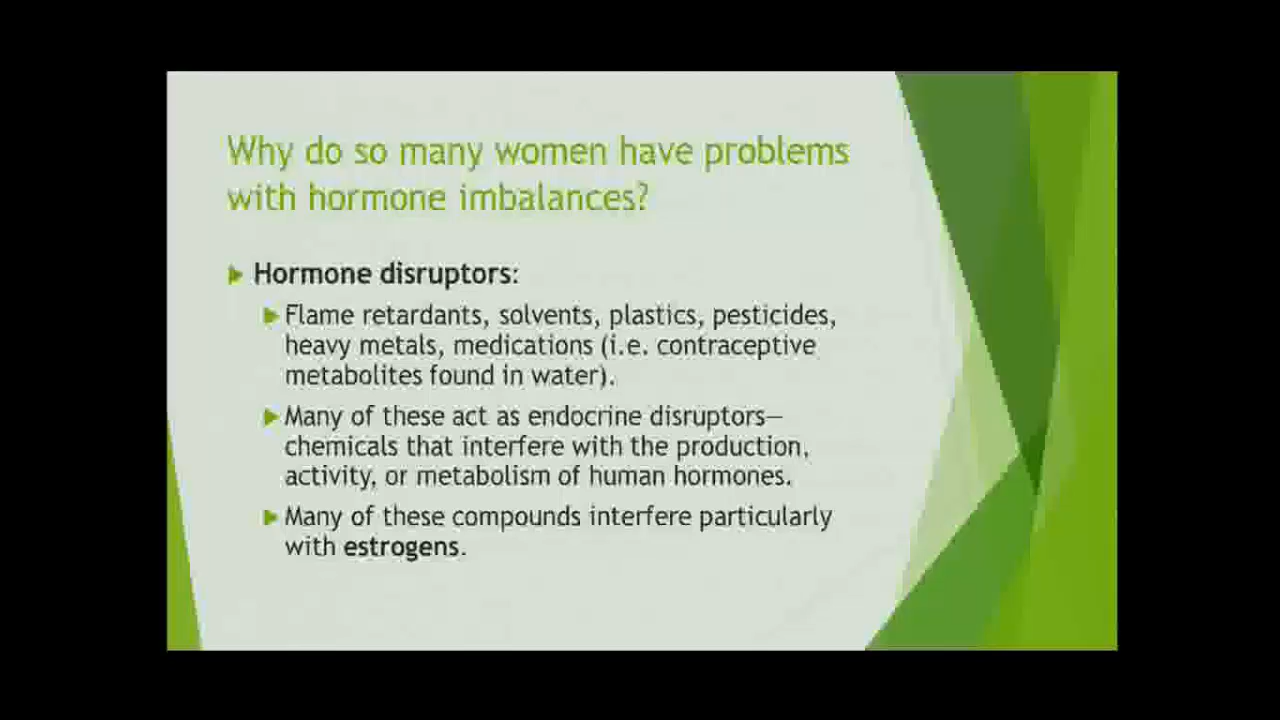 Why do so many women have problems
with hormone imbalances?
Hormone disruptors:
Flame retardants, solvents, plastics, pesticides,
heavy metals, medications (i.e. contraceptive
metabolites found in water).
Many of these act as endocrine disruptors—
chemicals that interfere with the production,
activity, or metabolism of human hormones.
Many of these compounds interfere particularly
with estrogens.